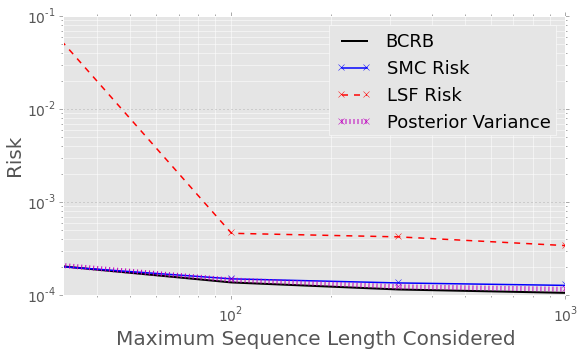 10^-1
10^-2
10^-3
10^-4
Risk
BCRB
SMC Risk
LSF Risk
Posterior Variance
10^2
10^3
Maximum Sequence Length Considered